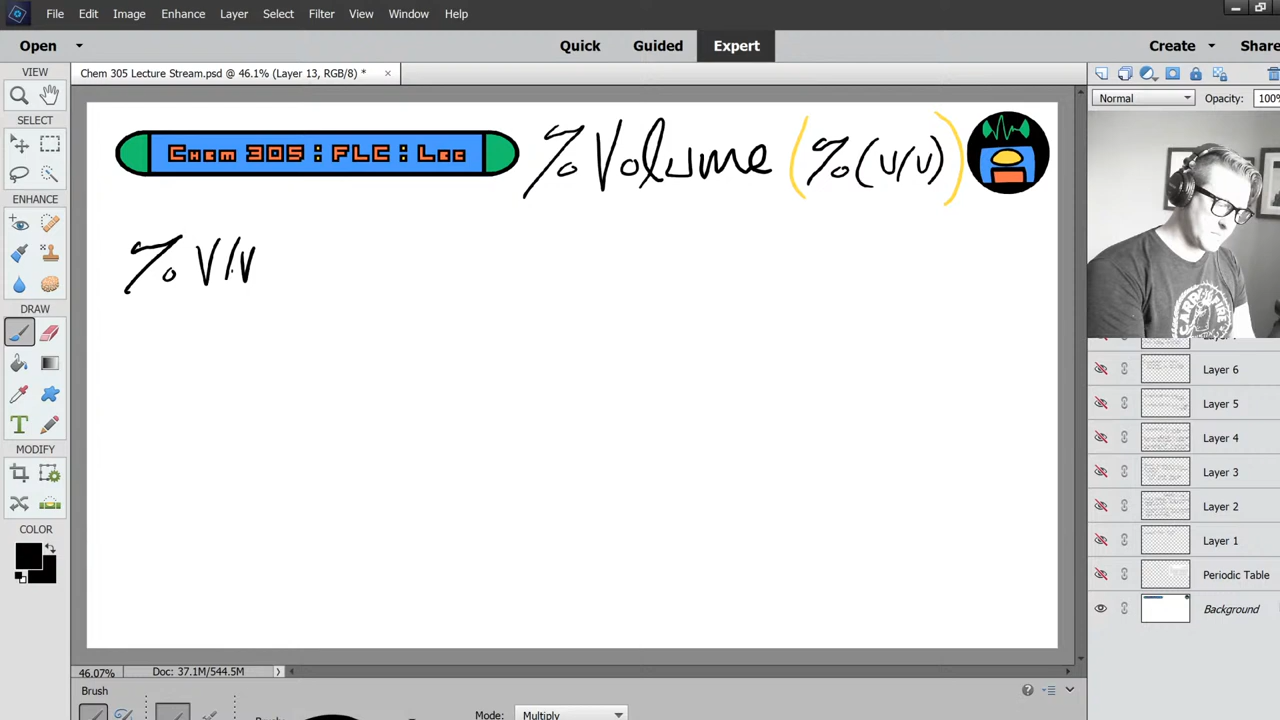 File Edit Image Enhance Layer Select Filter View Window Help
Open Quick Guided Expert Create Share
VIEW
Chem 305 Lecture Stream.psd @ 46.1% (Layer 13, RGB/8) * ×
Normal Opacity: 100%
SELECT
Chem 305 : FLC : Lec
% Volume (%(v/v))
ENHANCE
% V/V
DRAW
CARROT FIRE
Layer 6
Layer 5
Layer 4
MODIFY
Layer 3
Layer 2
COLOR
Layer 1
Periodic Table
Background
46.07% Doc: 37.1M/544.5M
Brush
Mode: Multiply